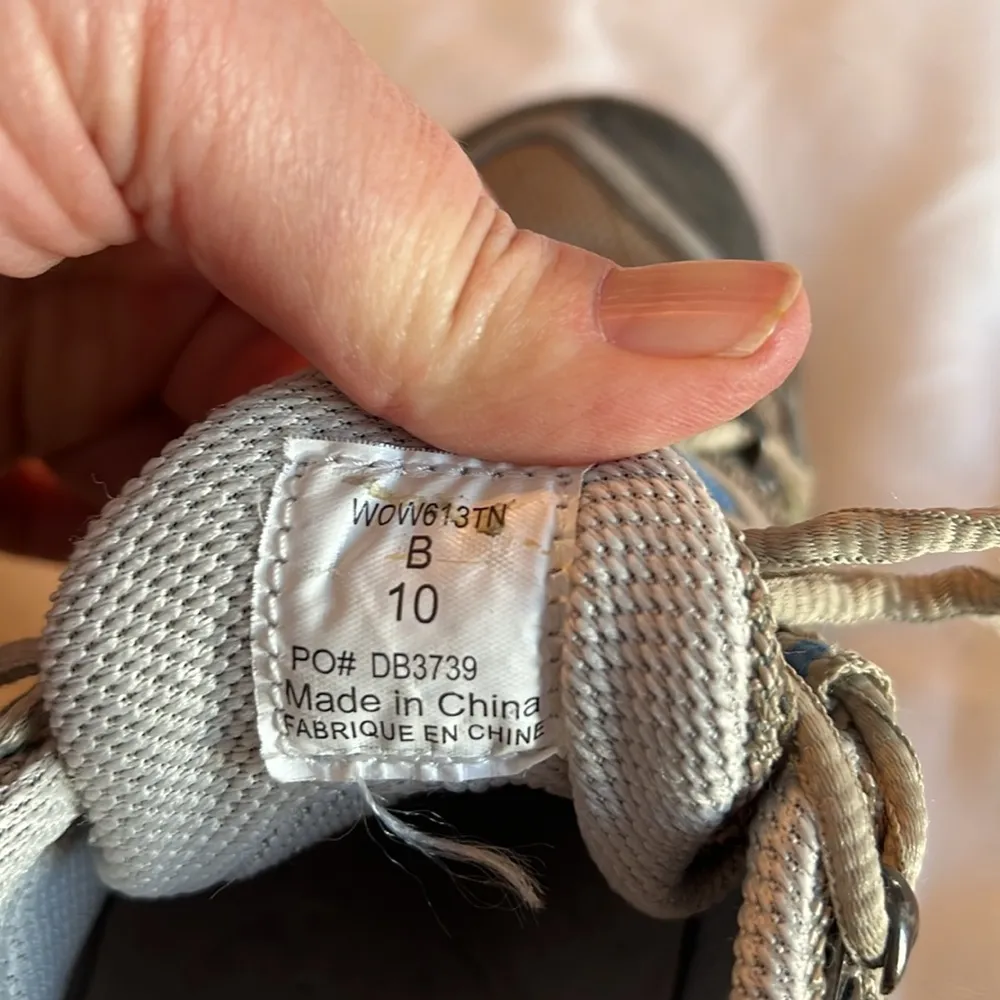 WOW613TN
B
10
PO# DB3739
Made in China
FABRIQUE EN CHINE